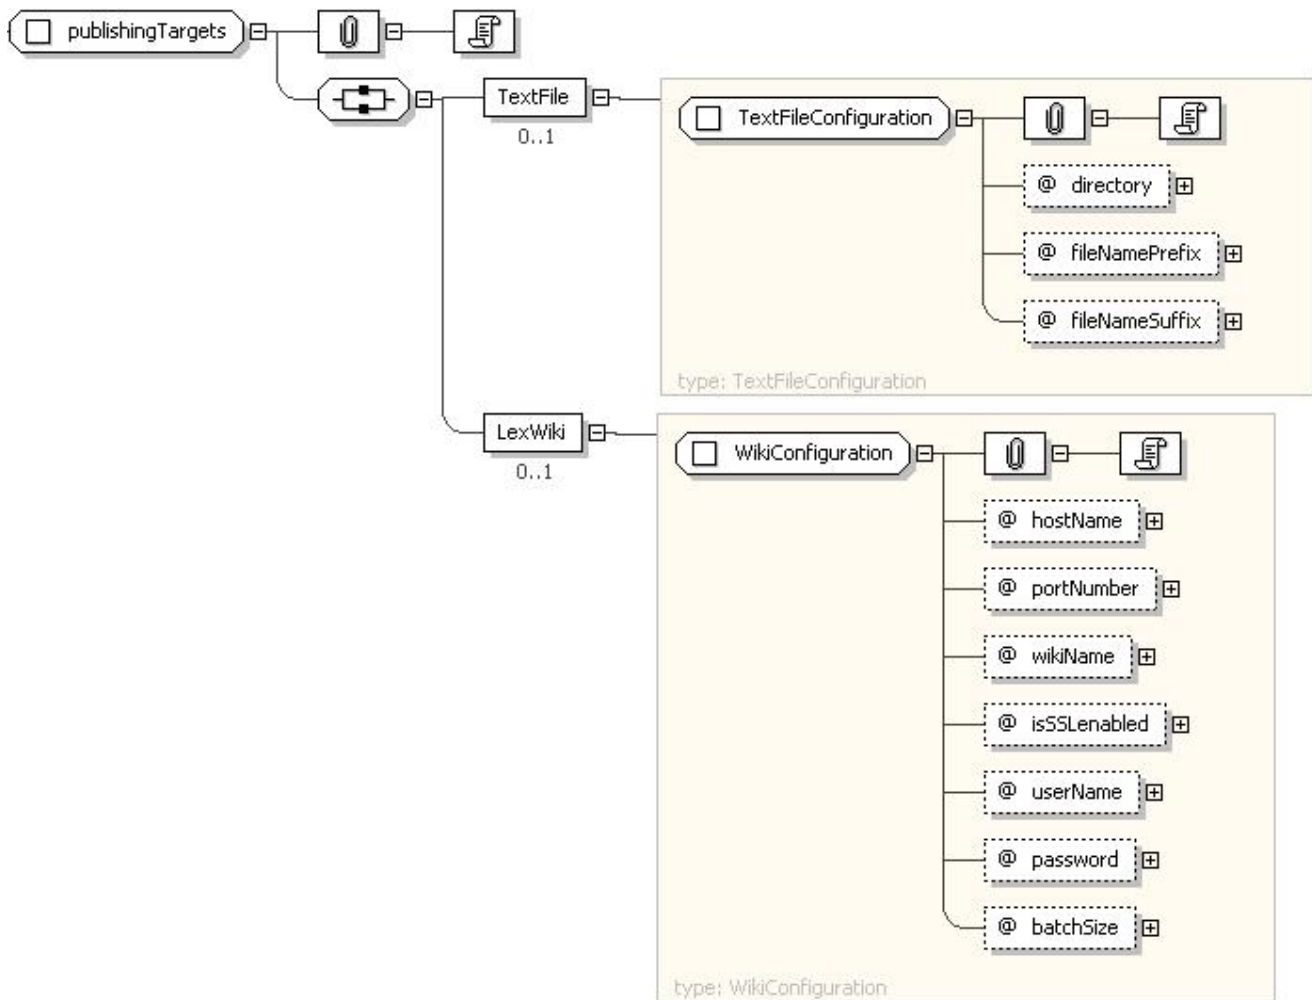 publishingTargets
TextFile
0..1
TextFileConfiguration
@ directory
@ fileNamePrefix
@ fileNameSuffix
type: TextFileConfiguration
LexWiki
0..1
WikiConfiguration
@ hostName
@ portNumber
@ wikiName
@ isSSLenabled
@ userName
@ password
@ batchSize
type: WikiConfiguration